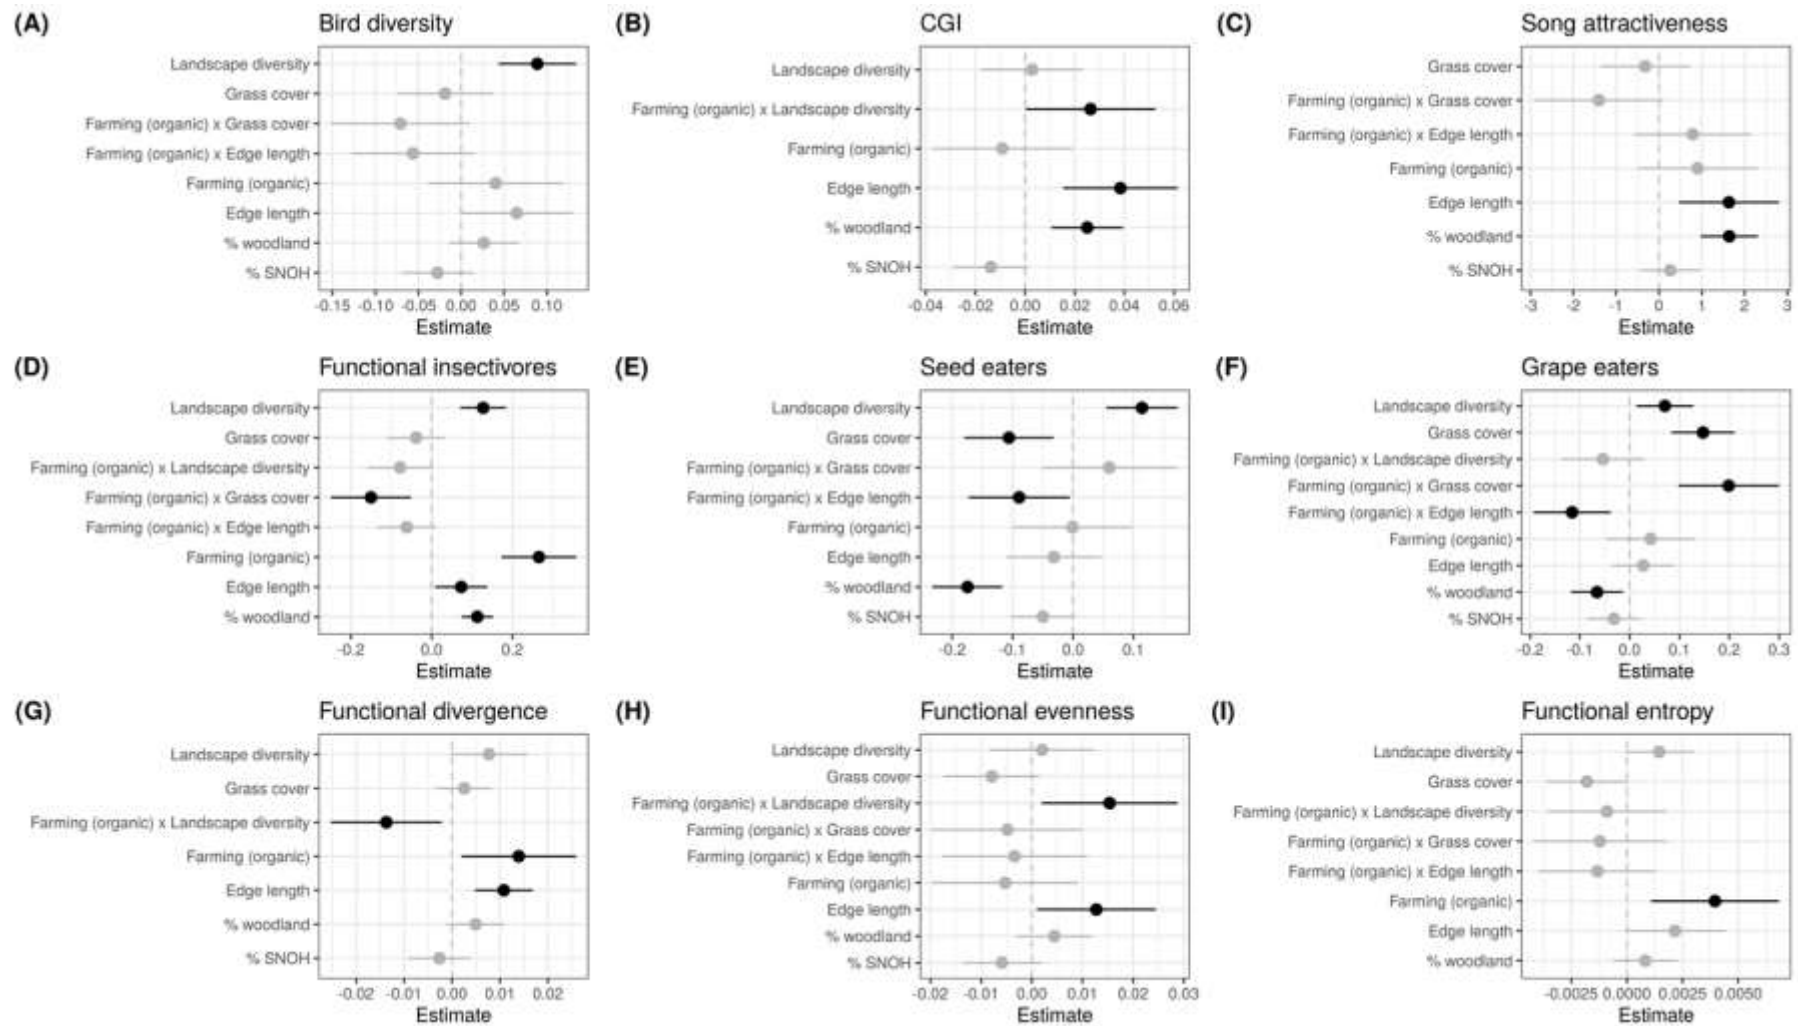 (A) Bird diversity
Landscape diversity
Grass cover
Farming (organic) x Grass cover
Farming (organic) x Edge length
Farming (organic)
Edge length
% woodland
% SNOH
-0.15 -0.10 -0.05 0.00 0.05 0.10
Estimate
(B) CGI
Landscape diversity
Farming (organic) x Landscape diversity
Farming (organic)
Edge length
% woodland
% SNOH
-0.04 -0.02 0.00 0.02 0.04 0.06
Estimate
(C) Song attractiveness
Grass cover
Farming (organic) x Grass cover
Farming (organic) x Edge length
Farming (organic)
Edge length
% woodland
% SNOH
-3 -2 -1 0 1 2 3
Estimate
(D) Functional insectivores
Landscape diversity
Grass cover
Farming (organic) x Landscape diversity
Farming (organic) x Grass cover
Farming (organic) x Edge length
Farming (organic)
Edge length
% woodland
-0.2 0.0 0.2
Estimate
(E) Seed eaters
Landscape diversity
Grass cover
Farming (organic) x Grass cover
Farming (organic) x Edge length
Farming (organic)
Edge length
% woodland
% SNOH
-0.2 -0.1 0.0 0.1
Estimate
(F) Grape eaters
Landscape diversity
Grass cover
Farming (organic) x Landscape diversity
Farming (organic) x Grass cover
Farming (organic) x Edge length
Farming (organic)
Edge length
% woodland
% SNOH
-0.2 -0.1 0.0 0.1 0.2 0.3
Estimate
(G) Functional divergence
Landscape diversity
Grass cover
Farming (organic) x Landscape diversity
Farming (organic)
Edge length
% woodland
% SNOH
-0.02 -0.01 0.00 0.01 0.02
Estimate
(H) Functional evenness
Landscape diversity
Grass cover
Farming (organic) x Landscape diversity
Farming (organic) x Grass cover
Farming (organic) x Edge length
Farming (organic)
Edge length
% woodland
% SNOH
-0.02 -0.01 0.00 0.01 0.02 0.03
Estimate
(I) Functional entropy
Landscape diversity
Grass cover
Farming (organic) x Landscape diversity
Farming (organic) x Grass cover
Farming (organic) x Edge length
Farming (organic)
Edge length
% woodland
-0.0025 0.0000 0.0025 0.0050
Estimate